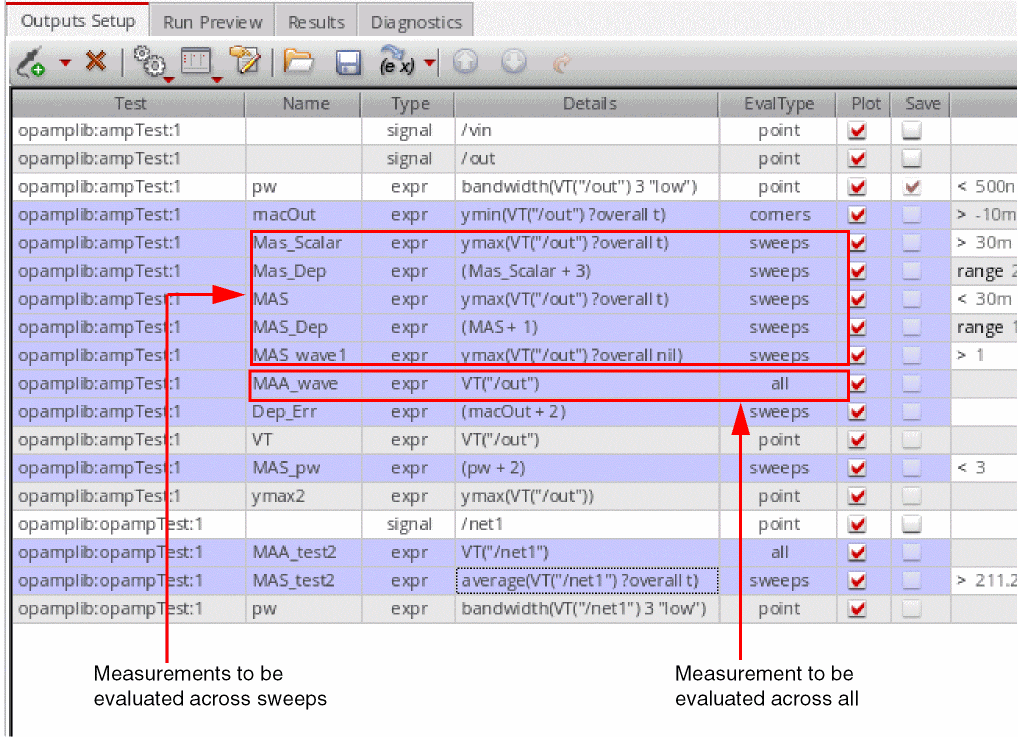 Outputs Setup Run Preview Results Diagnostics
(e x)
Test Name Type Details EvalType Plot Save
opamplib:ampTest:1 signal /vin point
opamplib:ampTest:1 signal /out point
opamplib:ampTest:1 pw expr bandwidth(VT("/out") 3 "low") point < 500n
opamplib:ampTest:1 macOut expr ymin(VT("/out") ?overall t) corners > -10m
opamplib:ampTest:1 Mas_Scalar expr ymax(VT("/out") ?overall t) sweeps > 30m
opamplib:ampTest:1 Mas_Dep expr (Mas_Scalar + 3) sweeps range 2
opamplib:ampTest:1 MAS expr ymax(VT("/out") ?overall t) sweeps < 30m
opamplib:ampTest:1 MAS_Dep expr (MAS + 1) sweeps range 1
opamplib:ampTest:1 MAS_wave1 expr ymax(VT("/out") ?overall nil) sweeps > 1
opamplib:ampTest:1 MAA_wave expr VT("/out") all
opamplib:ampTest:1 Dep_Err expr (macOut + 2) sweeps
opamplib:ampTest:1 VT expr VT("/out") point
opamplib:ampTest:1 MAS_pw expr (pw + 2) sweeps < 3
opamplib:ampTest:1 ymax2 expr ymax(VT("/out")) point
opamplib:opampTest:1 signal /net1 point
opamplib:opampTest:1 MAA_test2 expr VT("/net1") all
opamplib:opampTest:1 MAS_test2 expr average(VT("/net1") ?overall t) sweeps > 211.2
opamplib:opampTest:1 pw expr bandwidth(VT("/net1") 3 "low") point
Measurements to be
evaluated across sweeps
Measurement to be
evaluated across all